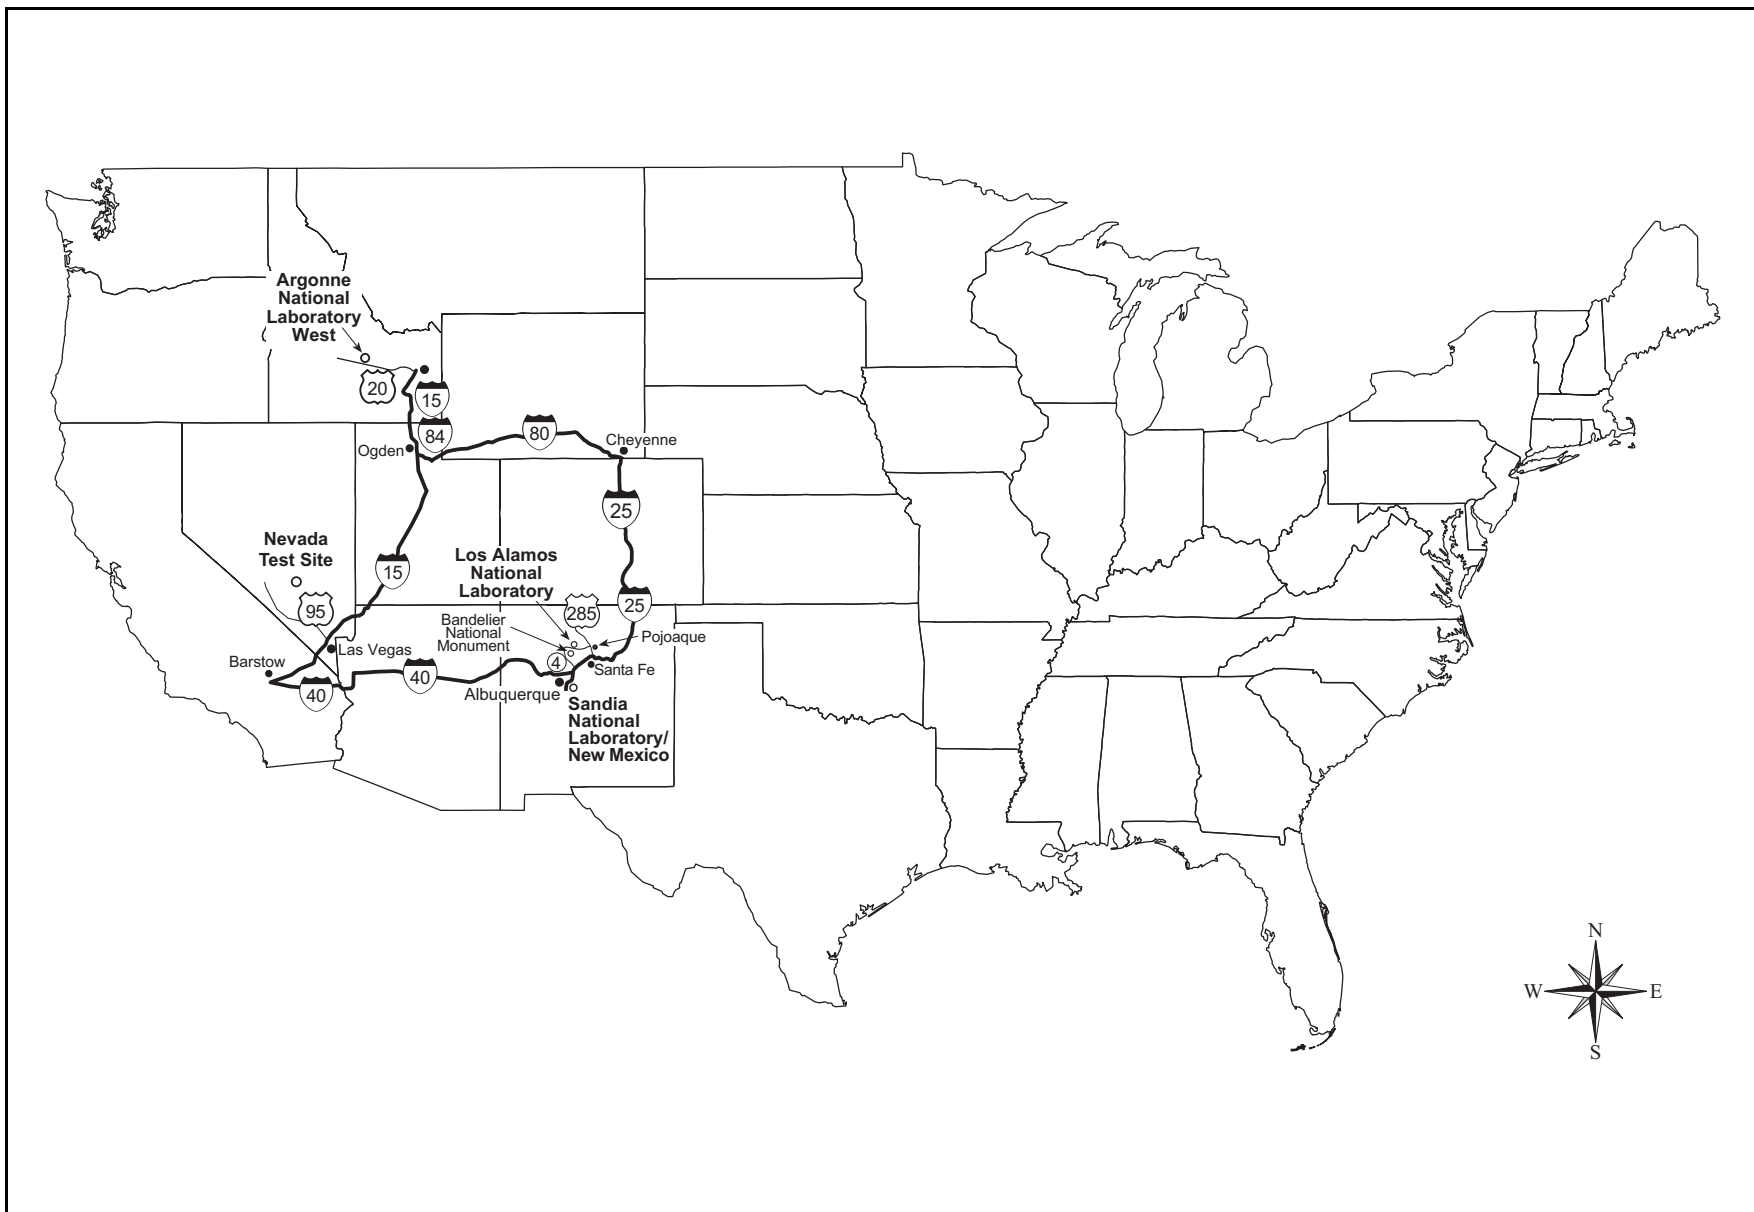 Argonne
National
Laboratory
West
20
15
84
80
Ogden
Cheyenne
25
Nevada
Test Site
15
Los Alamos
National
Laboratory
95
285
25
Bandelier
National
Monument
Pojoaque
Las Vegas
Barstow
4
Santa Fe
40
40
Albuquerque
Sandia
National
Laboratory/
New Mexico
N
W
E
S